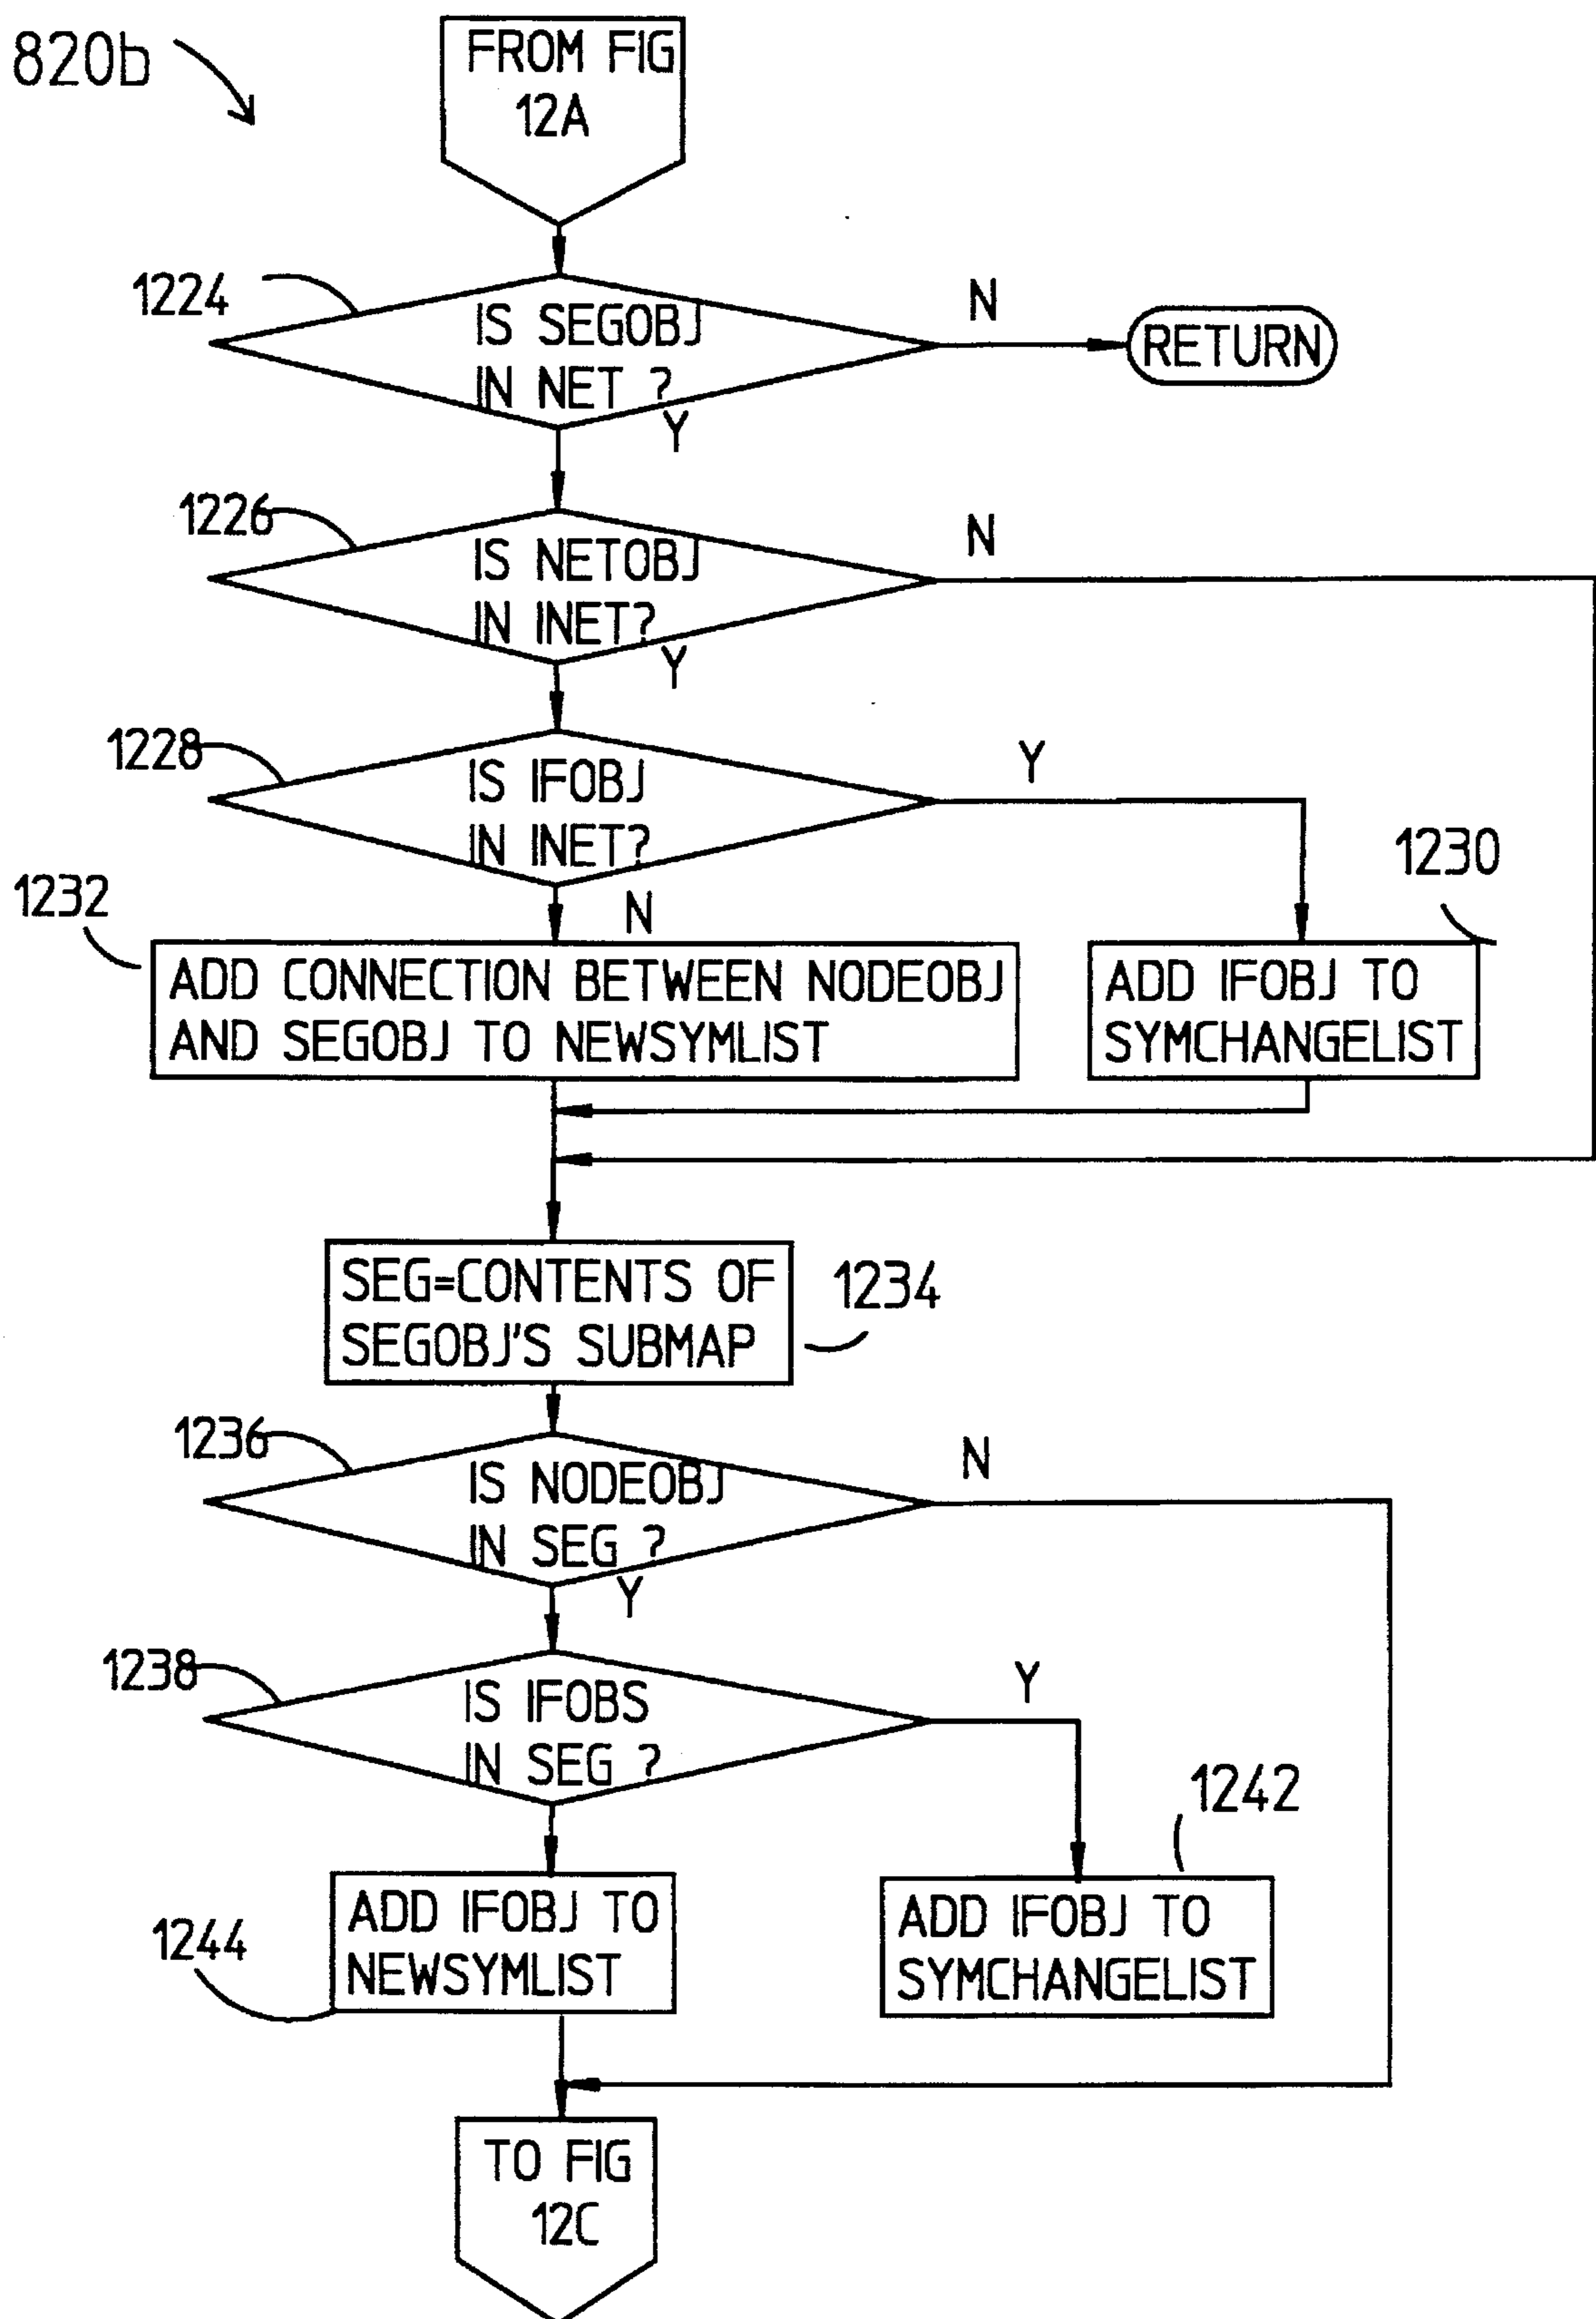 820b
FROM FIG
12A
1224
IS SEGOBJ
IN NET ?
N
RETURN
Y
1226
IS NETOBJ
IN INET?
N
Y
1228
IS IFOBJ
IN INET?
Y
1230
1232
N
ADD CONNECTION BETWEEN NODEOBJ
AND SEGOBJ TO NEWSYMLIST
ADD IFOBJ TO
SYMCHANGELIST
SEG=CONTENTS OF
SEGOBJ'S SUBMAP
1234
1236
IS NODEOBJ
IN SEG ?
N
Y
1238
IS IFOBS
IN SEG ?
Y
1242
1244
ADD IFOBJ TO
NEWSYMLIST
ADD IFOBJ TO
SYMCHANGELIST
TO FIG
12C